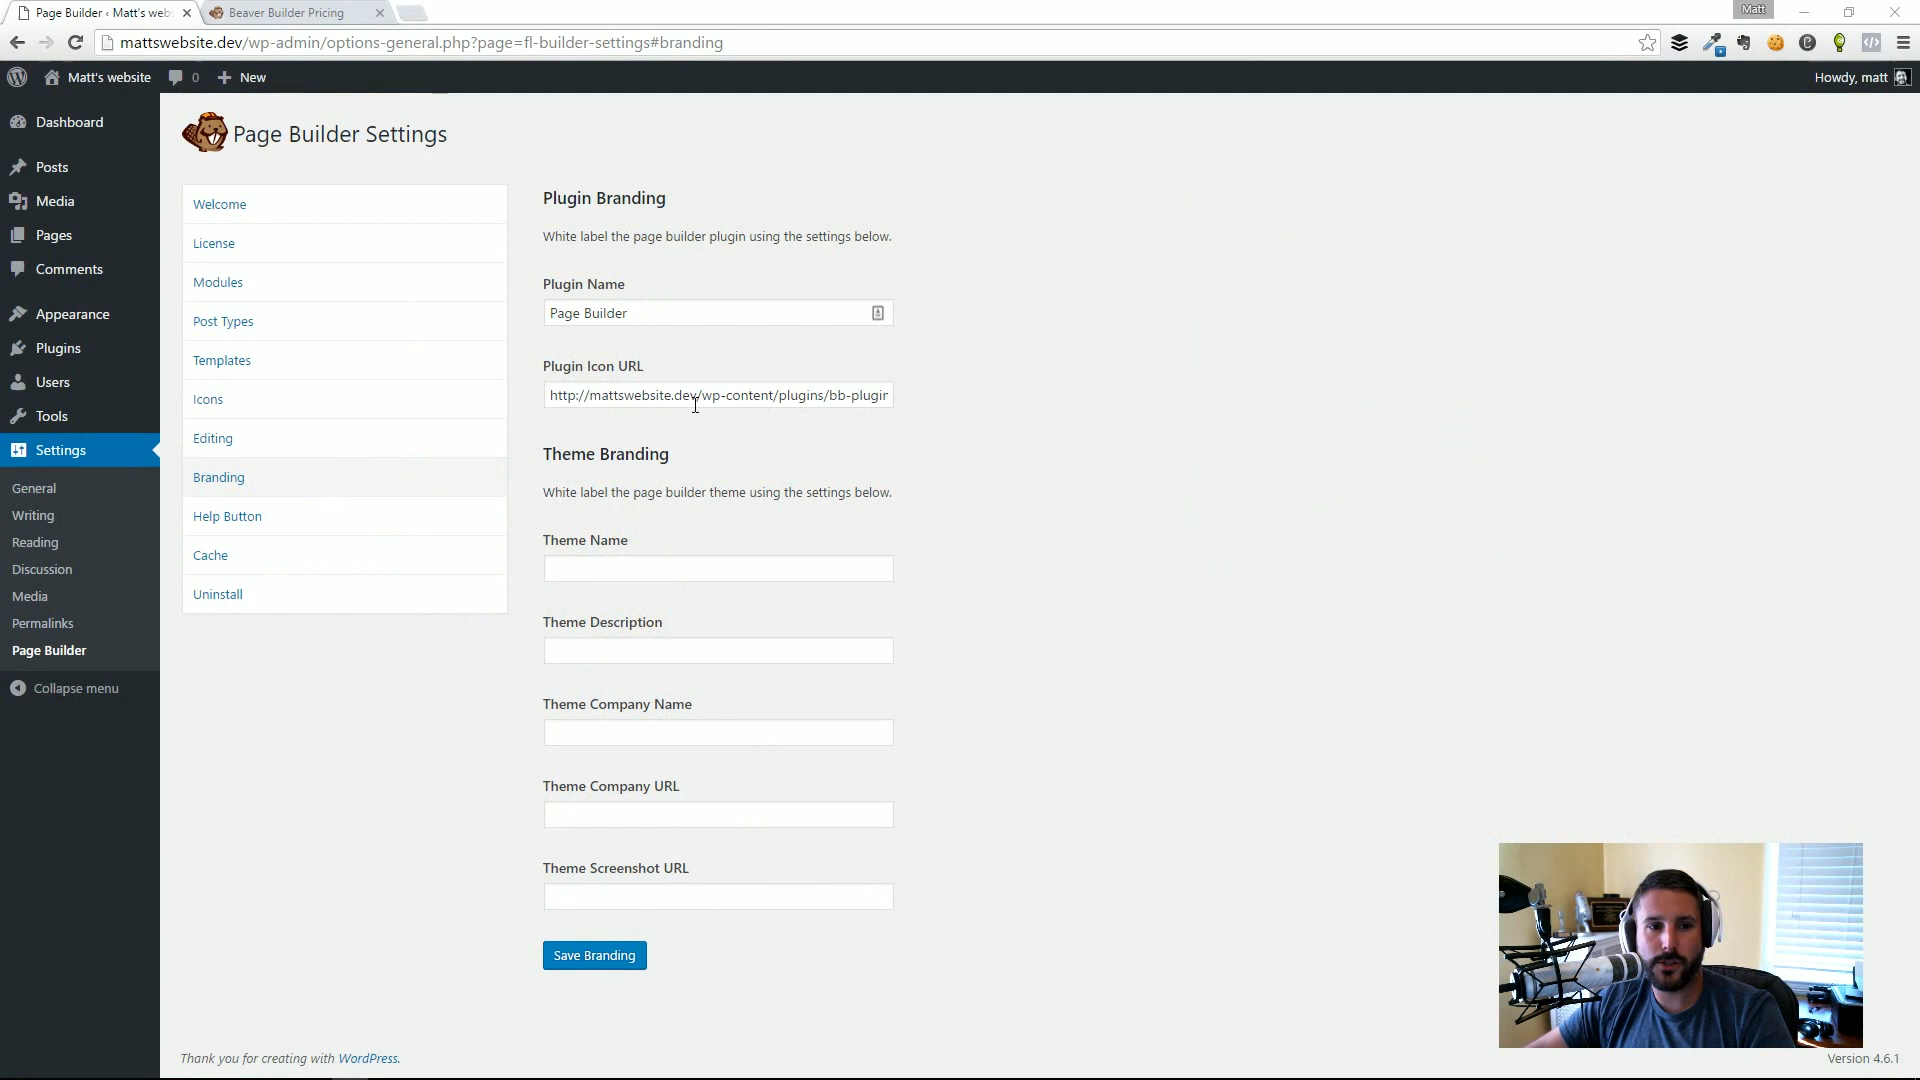 Page Builder ‹ Matt's web
Beaver Builder Pricing
Matt
mattswebsite.dev/wp-admin/options-general.php?page=fl-builder-settings#branding
Matt's website
0
New
Howdy, matt
Dashboard
Posts
Media
Pages
Comments
Appearance
Plugins
Users
Tools
Settings
General
Writing
Reading
Discussion
Media
Permalinks
Page Builder
Collapse menu
Page Builder Settings
Welcome
License
Modules
Post Types
Templates
Icons
Editing
Branding
Help Button
Cache
Uninstall
Plugin Branding
White label the page builder plugin using the settings below.
Plugin Name
Page Builder
Plugin Icon URL
http://mattswebsite.dev/wp-content/plugins/bb-plugin
Theme Branding
White label the page builder theme using the settings below.
Theme Name
Theme Description
Theme Company Name
Theme Company URL
Theme Screenshot URL
Save Branding
Thank you for creating with WordPress.
Version 4.6.1